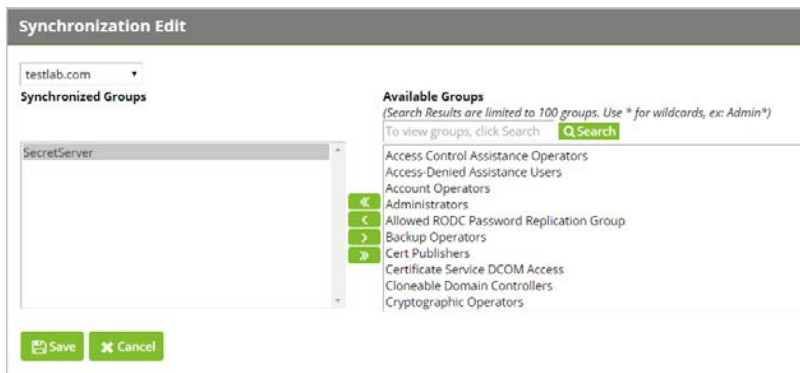 Synchronization Edit
testlab.com
Synchronized Groups
Available Groups
(Search Results are limited to 100 groups. Use * for wildcards, ex: Admin*)
To view groups, click Search
Search
SecretServer
Access Control Assistance Operators
Access-Denied Assistance Users
Account Operators
Administrators
Allowed RODC Password Replication Group
Backup Operators
Cert Publishers
Certificate Service DCOM Access
Cloneable Domain Controllers
Cryptographic Operators
Save
Cancel